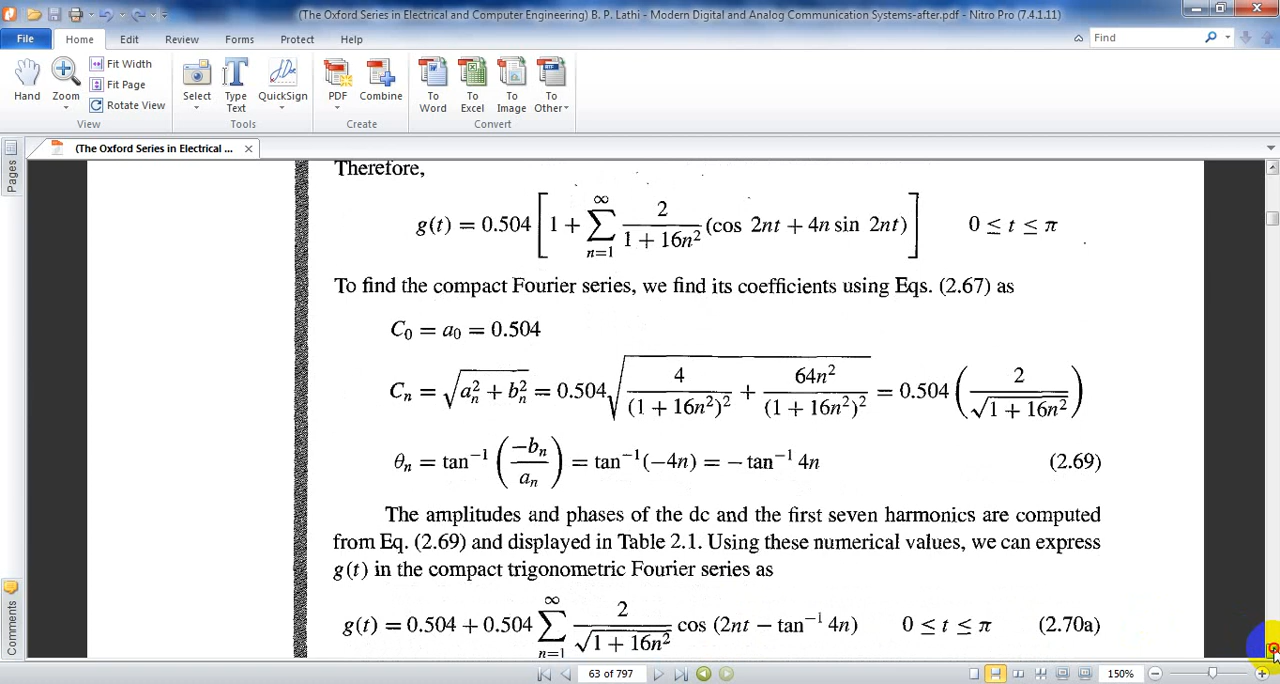 (The Oxford Series in Electrical and Computer Engineering) B. P. Lathi - Modern Digital and Analog Communication Systems-after.pdf - Nitro Pro (7.4.1.11)
File Home Edit Review Forms Protect Help Find
Fit Width
Fit Page
Rotate View
Hand Zoom Select Type Text QuickSign PDF Combine To Word To Excel To Image To Other
View Tools Create Convert
(The Oxford Series in Electrical ...
Pages
Comments
Therefore,
g(t) = 0.504 [1 + ∑_{n=1}^{∞} 2/(1 + 16n²) (cos 2nt + 4n sin 2nt)] 0 ≤ t ≤ π
To find the compact Fourier series, we find its coefficients using Eqs. (2.67) as
C₀ = a₀ = 0.504
Cₙ = √(aₙ² + bₙ²) = 0.504 √(4/(1 + 16n²)² + 64n²/(1 + 16n²)²) = 0.504 (2/√(1 + 16n²))
θₙ = tan⁻¹ (−bₙ/aₙ) = tan⁻¹(−4n) = − tan⁻¹ 4n (2.69)
The amplitudes and phases of the dc and the first seven harmonics are computed
from Eq. (2.69) and displayed in Table 2.1. Using these numerical values, we can express
g(t) in the compact trigonometric Fourier series as
g(t) = 0.504 + 0.504 ∑_{n=1}^{∞} 2/√(1 + 16n²) cos (2nt − tan⁻¹ 4n) 0 ≤ t ≤ π (2.70a)
63 of 797
150%